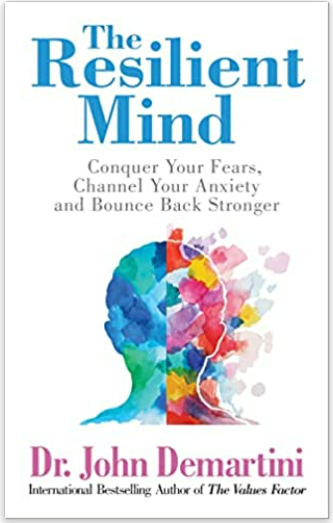 The
Resilient
Mind
Conquer Your Fears,
Channel Your Anxiety
and Bounce Back Stronger
Dr. John Demartini
International Bestselling Author of The Values Factor